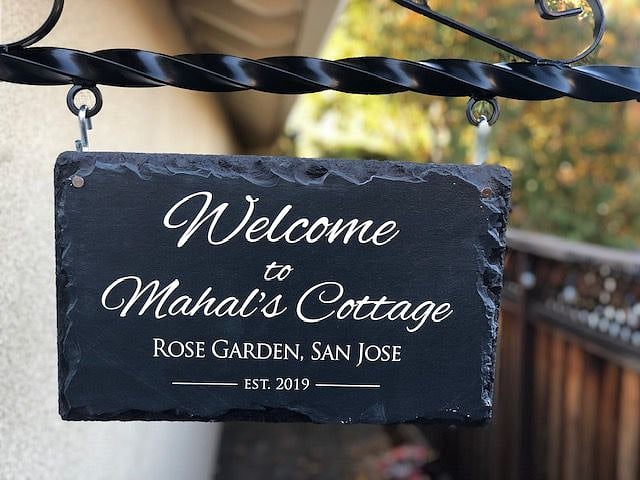 Welcome
to
Mahal's Cottage
ROSE GARDEN, SAN JOSE
EST. 2019